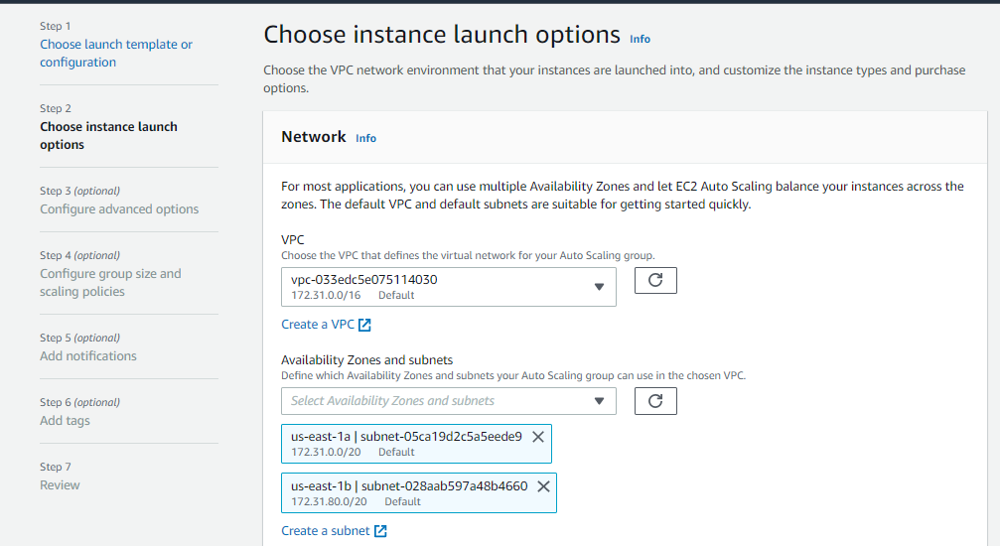 Step 1
Choose launch template or
configuration
Step 2
Choose instance launch
options
Step 3 (optional)
Configure advanced options
Step 4 (optional)
Configure group size and
scaling policies
Step 5 (optional)
Add notifications
Step 6 (optional)
Add tags
Step 7
Review
Choose instance launch options Info
Choose the VPC network environment that your instances are launched into, and customize the instance types and purchase
options.
Network Info
For most applications, you can use multiple Availability Zones and let EC2 Auto Scaling balance your instances across the
zones. The default VPC and default subnets are suitable for getting started quickly.
VPC
Choose the VPC that defines the virtual network for your Auto Scaling group.
vpc-033edc5e075114030
172.31.0.0/16 Default
Create a VPC
Availability Zones and subnets
Define which Availability Zones and subnets your Auto Scaling group can use in the chosen VPC.
Select Availability Zones and subnets
us-east-1a | subnet-05ca19d2c5a5eede9
172.31.0.0/20 Default
us-east-1b | subnet-028aab597a48b4660
172.31.80.0/20 Default
Create a subnet